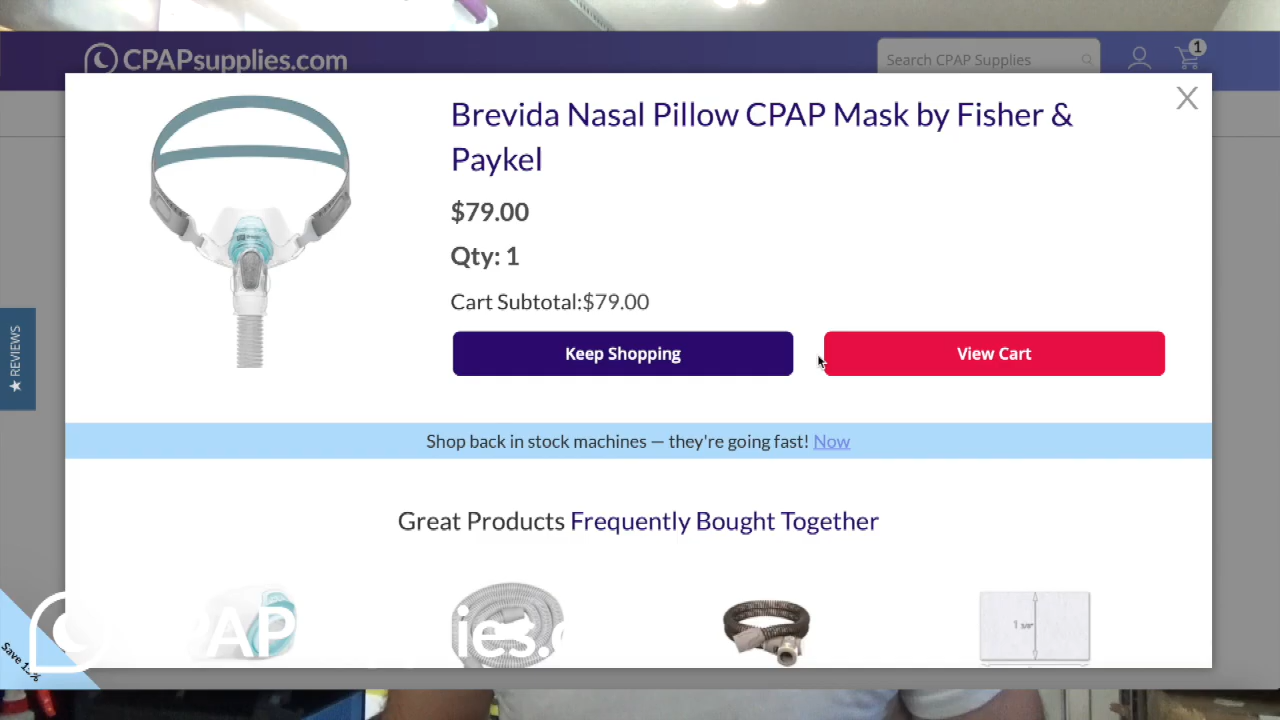 CPAPsupplies.com
Search CPAP Supplies
1
Brevida Nasal Pillow CPAP Mask by Fisher &
Paykel
$79.00
Qty: 1
Cart Subtotal:$79.00
Keep Shopping
View Cart
★ REVIEWS
Shop back in stock machines — they're going fast! Now
Great Products Frequently Bought Together
Save